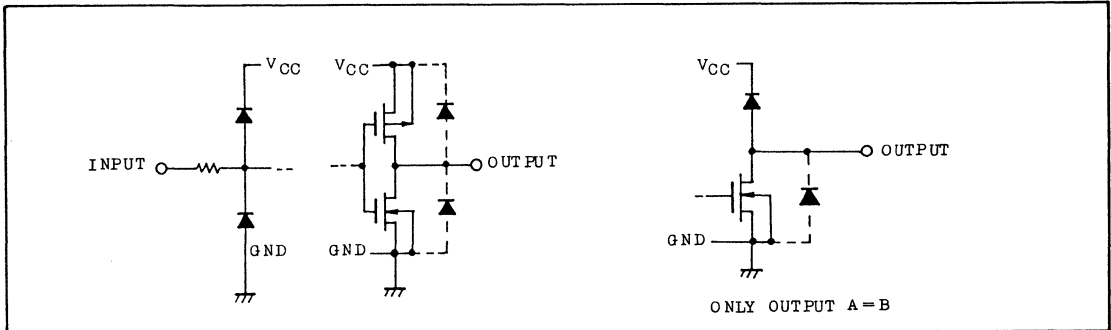 VCC
VCC
VCC
INPUT
OUTPUT
OUTPUT
GND
GND
GND
ONLY OUTPUT A=B